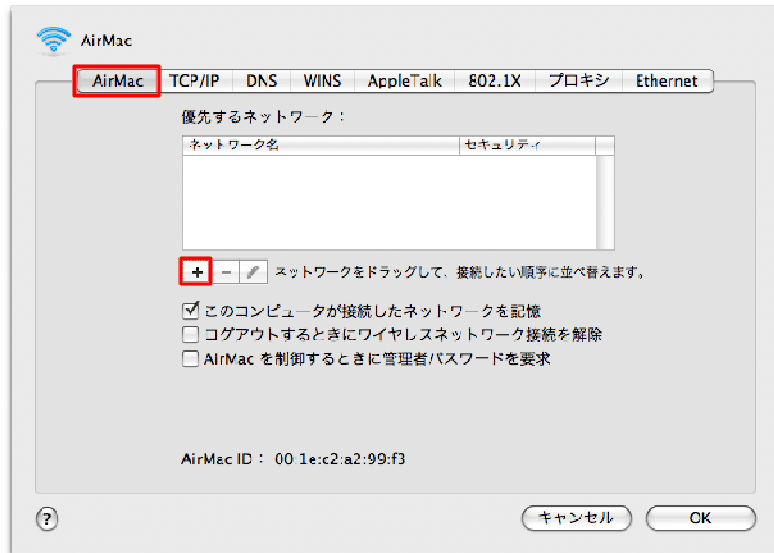 AirMac
AirMac TCP/IP DNS WINS AppleTalk 802.1X プロキシ Ethernet
優先するネットワーク：
ネットワーク名 セキュリティ
+ − ネットワークをドラッグして、接続したい順序に並べ替えます。
このコンピュータが接続したネットワークを記憶
ログアウトするときにワイヤレスネットワーク接続を解除
AirMac を制御するときに管理者パスワードを要求
AirMac ID： 00:1e:c2:a2:99:f3
? キャンセル OK